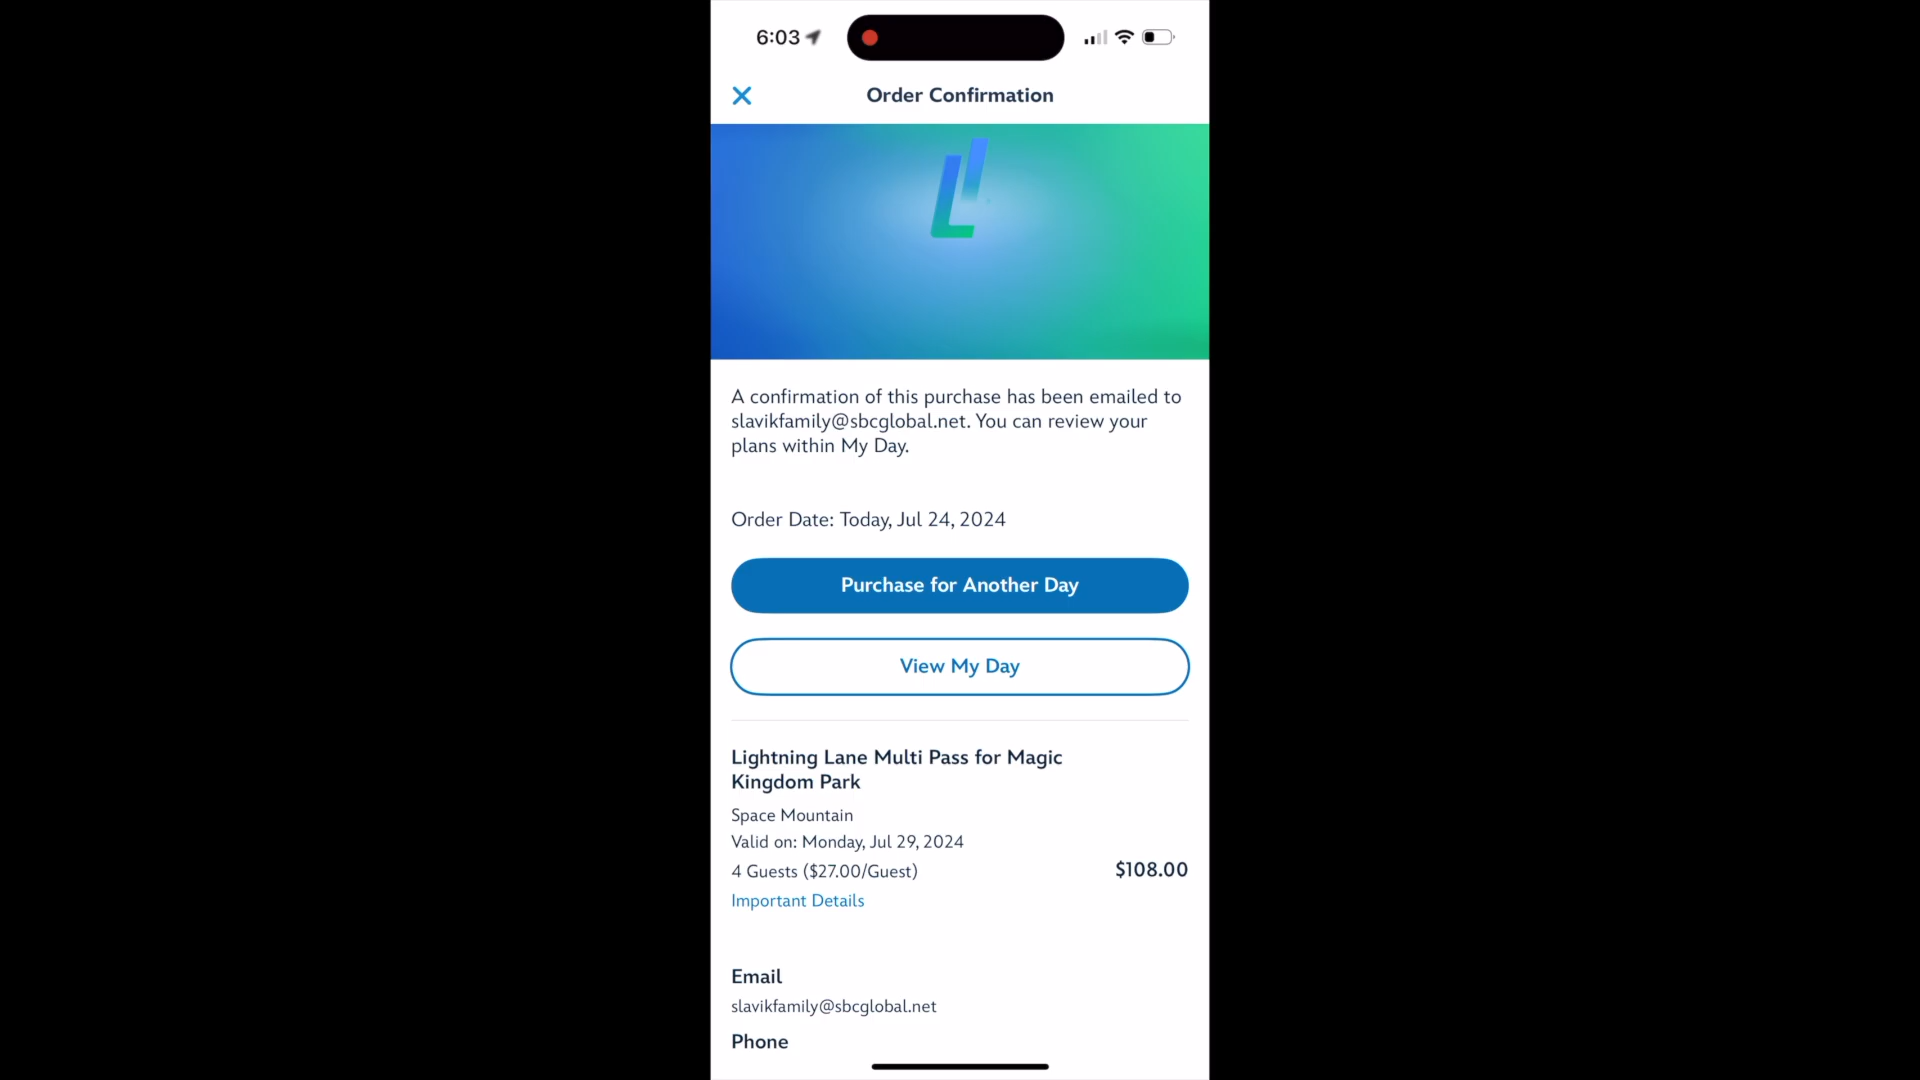 6:03
Order Confirmation
A confirmation of this purchase has been emailed to
slavikfamily@sbcglobal.net. You can review your
plans within My Day.
Order Date: Today, Jul 24, 2024
Purchase for Another Day
View My Day
Lightning Lane Multi Pass for Magic
Kingdom Park
Space Mountain
Valid on: Monday, Jul 29, 2024
4 Guests ($27.00/Guest) $108.00
Important Details
Email
slavikfamily@sbcglobal.net
Phone